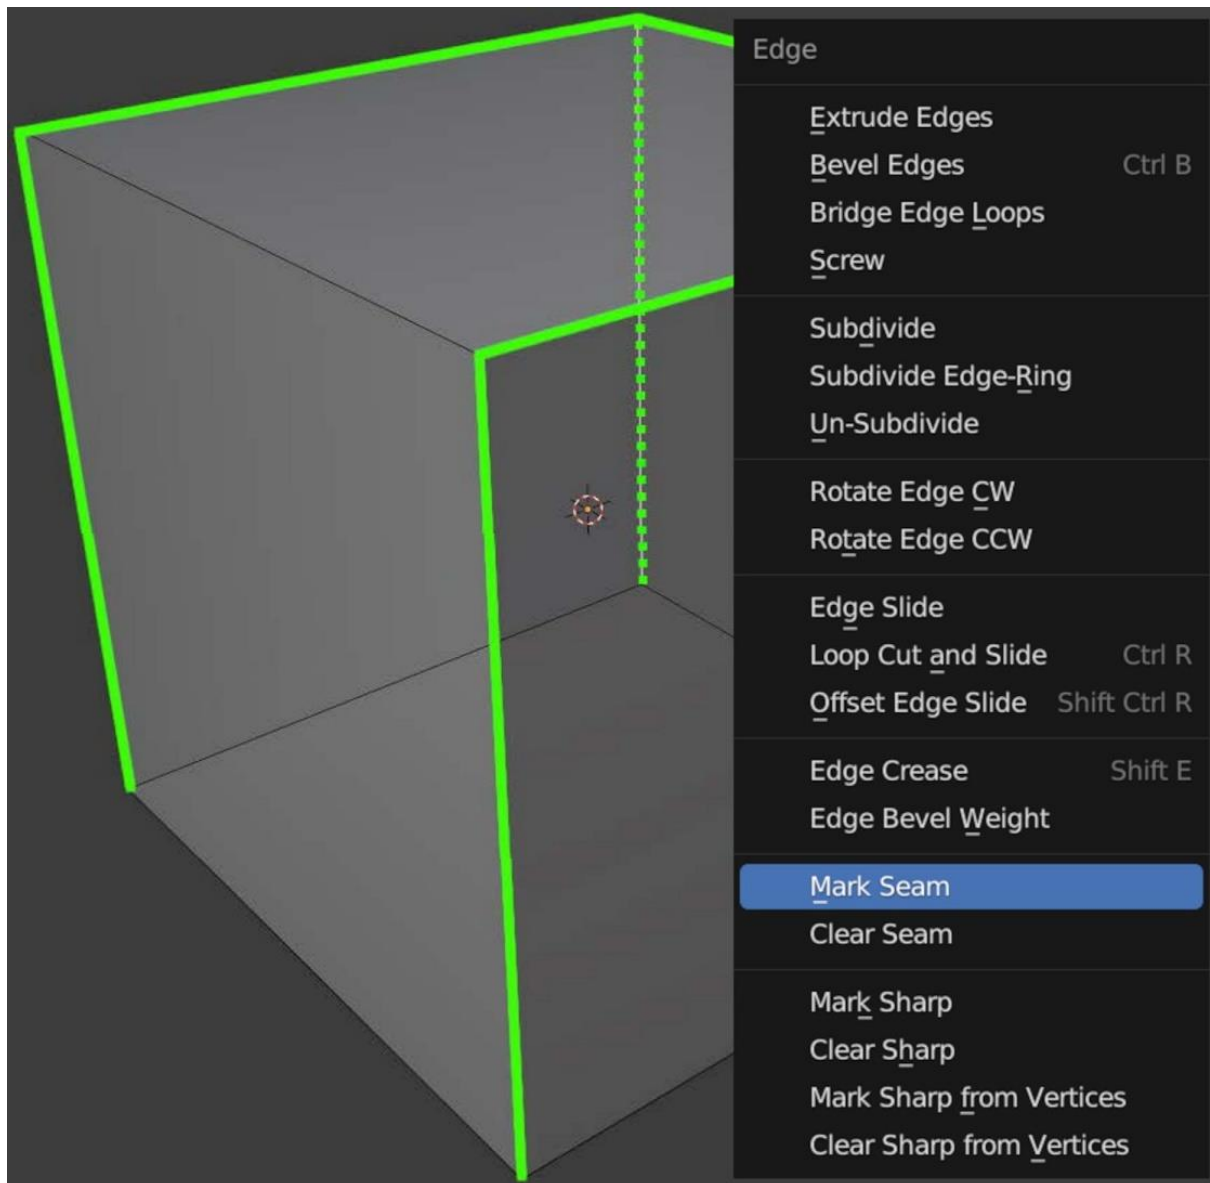 Edge
Extrude Edges
Bevel Edges Ctrl B
Bridge Edge Loops
Screw
Subdivide
Subdivide Edge-Ring
Un-Subdivide
Rotate Edge CW
Rotate Edge CCW
Edge Slide
Loop Cut and Slide Ctrl R
Offset Edge Slide Shift Ctrl R
Edge Crease Shift E
Edge Bevel Weight
Mark Seam
Clear Seam
Mark Sharp
Clear Sharp
Mark Sharp from Vertices
Clear Sharp from Vertices